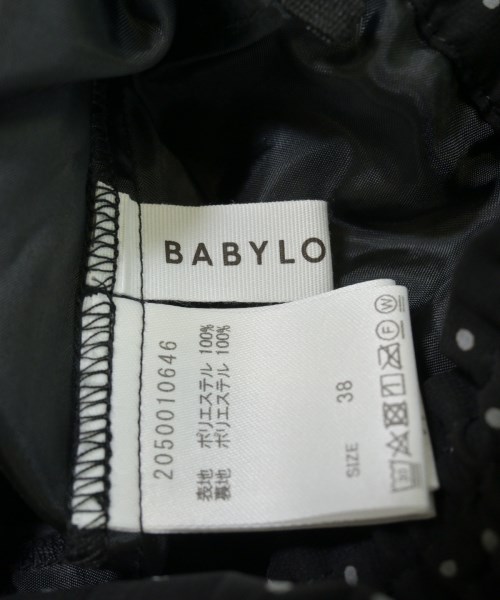 BABYLO
2050010646
表地 ポリエステル 100%
裏地 ポリエステル 100%
SIZE 38